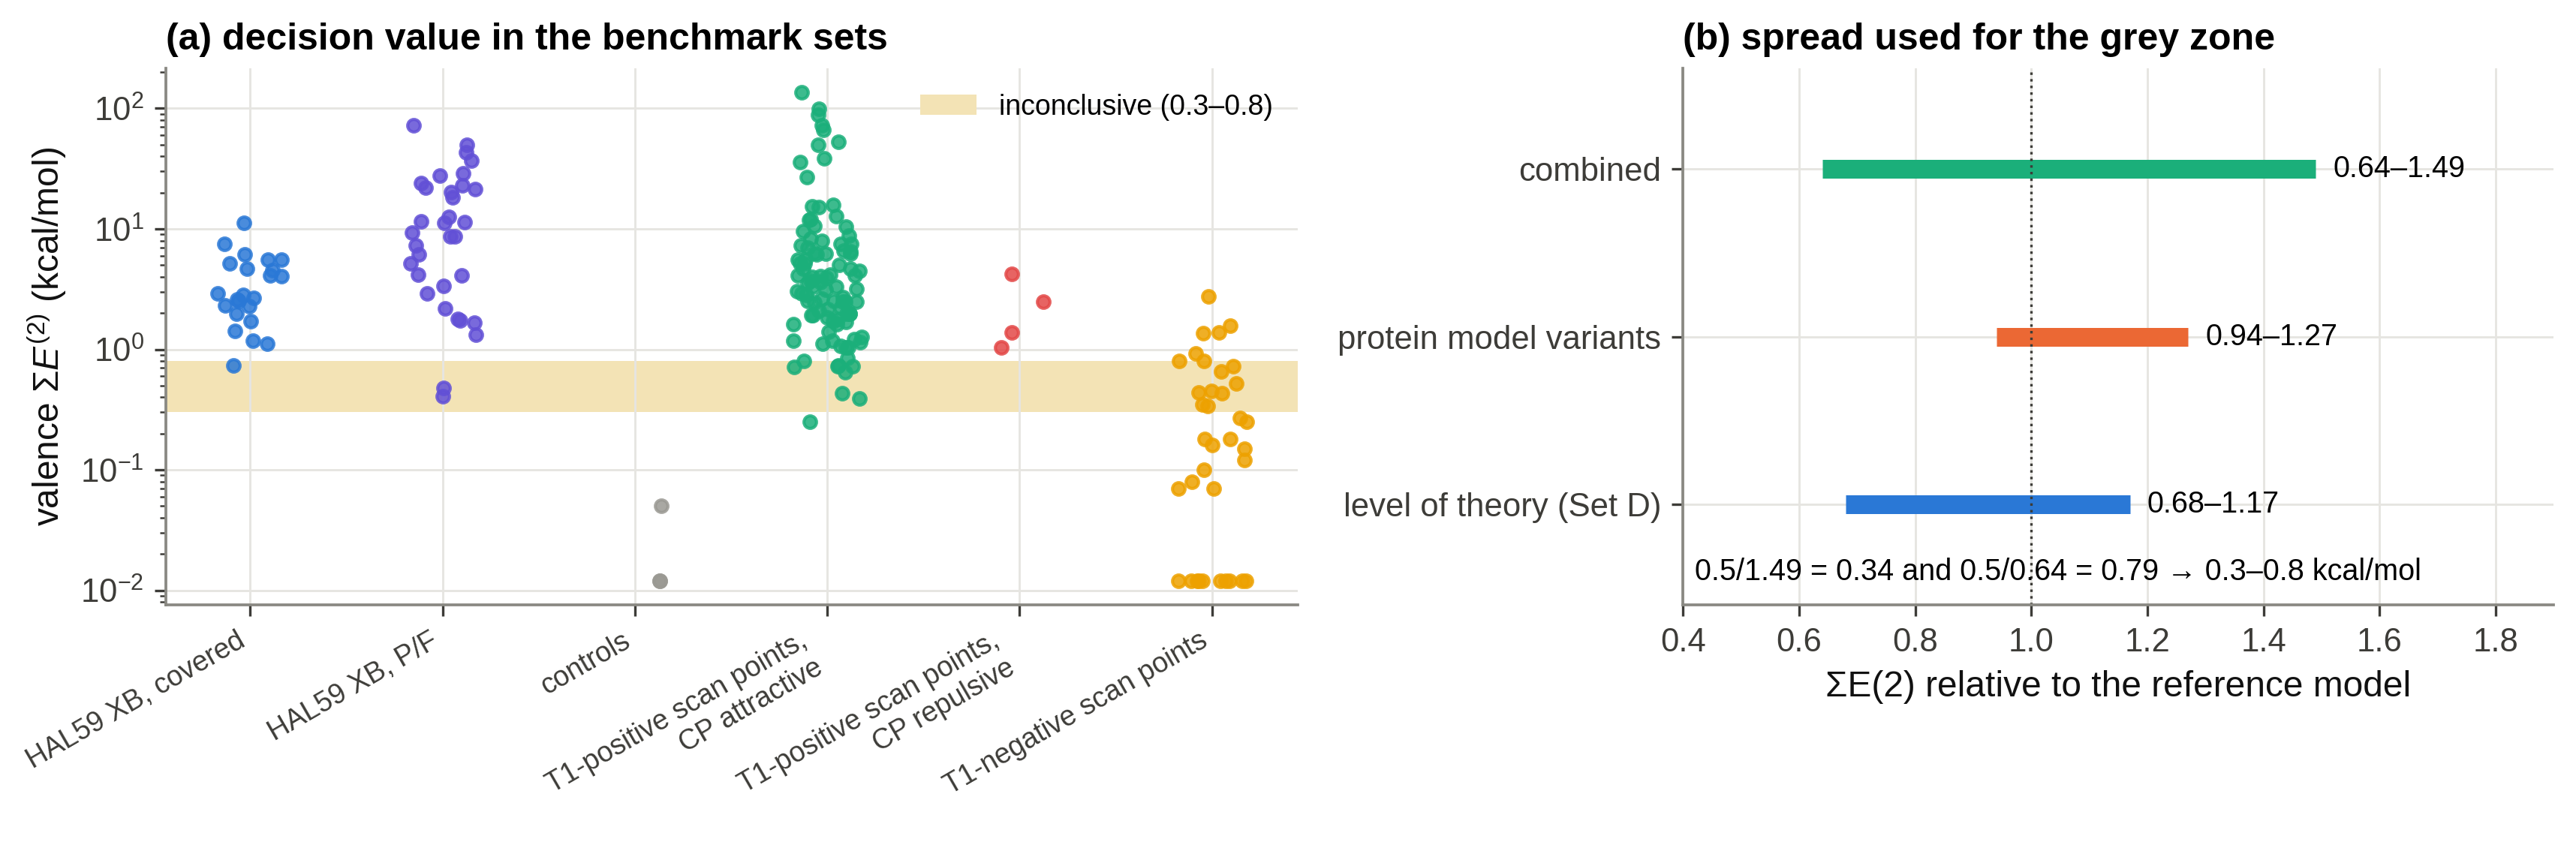 (a) decision value in the benchmark sets
valence ΣE⁽²⁾ (kcal/mol)
10²
10¹
10⁰
10⁻¹
10⁻²
inconclusive (0.3–0.8)
HAL59 XB, covered
HAL59 XB, P/F
controls
T1-positive scan points,
CP attractive
T1-positive scan points,
CP repulsive
T1-negative scan points
(b) spread used for the grey zone
combined
0.64–1.49
protein model variants
0.94–1.27
level of theory (Set D)
0.68–1.17
0.5/1.49 = 0.34 and 0.5/0.64 = 0.79 → 0.3–0.8 kcal/mol
0.4 0.6 0.8 1.0 1.2 1.4 1.6 1.8
ΣE(2) relative to the reference model